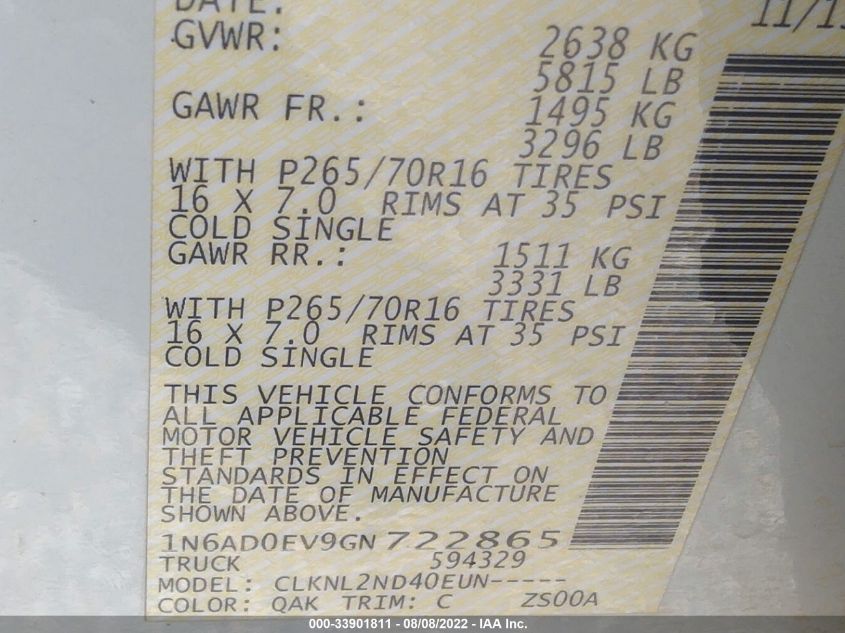 DATE: 11/15
GVWR: 2638 KG
5815 LB
GAWR FR.: 1495 KG
3296 LB
WITH P265/70R16 TIRES
16 X 7.0 RIMS AT 35 PSI
COLD SINGLE
GAWR RR.: 1511 KG
3331 LB
WITH P265/70R16 TIRES
16 X 7.0 RIMS AT 35 PSI
COLD SINGLE
THIS VEHICLE CONFORMS TO
ALL APPLICABLE FEDERAL
MOTOR VEHICLE SAFETY AND
THEFT PREVENTION
STANDARDS IN EFFECT ON
THE DATE OF MANUFACTURE
SHOWN ABOVE.
1N6AD0EV9GN722865
TRUCK 594329
MODEL: CLKNL2ND40EUN-----
COLOR: QAK TRIM: C ZS00A
000-33901811 - 08/08/2022 - IAA Inc.